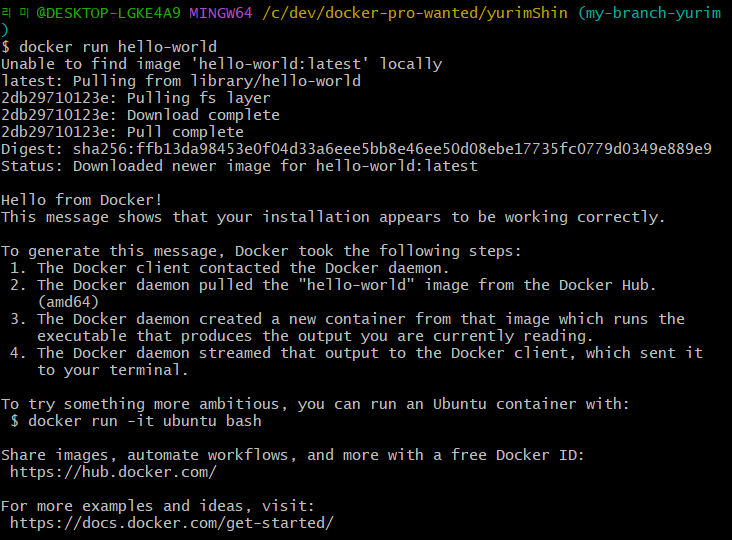 리 미 @DESKTOP-LGKE4A9 MINGW64 /c/dev/docker-pro-wanted/yurimShin (my-branch-yurim
)
$ docker run hello-world
Unable to find image 'hello-world:latest' locally
latest: Pulling from library/hello-world
2db29710123e: Pulling fs layer
2db29710123e: Download complete
2db29710123e: Pull complete
Digest: sha256:ffb13da98453e0f04d33a6eee5bb8e46ee50d08ebe17735fc0779d0349e889e9
Status: Downloaded newer image for hello-world:latest

Hello from Docker!
This message shows that your installation appears to be working correctly.

To generate this message, Docker took the following steps:
 1. The Docker client contacted the Docker daemon.
 2. The Docker daemon pulled the "hello-world" image from the Docker Hub.
    (amd64)
 3. The Docker daemon created a new container from that image which runs the
    executable that produces the output you are currently reading.
 4. The Docker daemon streamed that output to the Docker client, which sent it
    to your terminal.

To try something more ambitious, you can run an Ubuntu container with:
 $ docker run -it ubuntu bash

Share images, automate workflows, and more with a free Docker ID:
 https://hub.docker.com/

For more examples and ideas, visit:
 https://docs.docker.com/get-started/